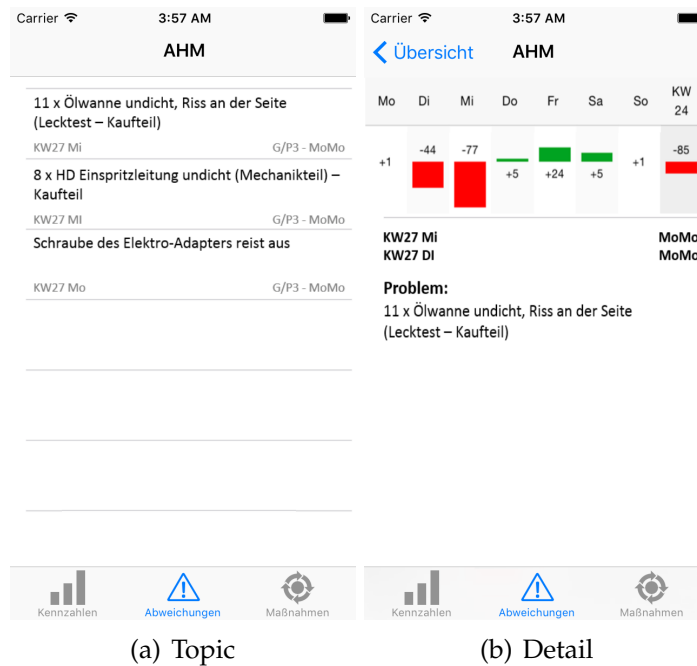 Carrier 3:57 AM
AHM
11 x Ölwanne undicht, Riss an der Seite
(Lecktest – Kaufteil)
KW27 Mi G/P3 - MoMo
8 x HD Einspritzleitung undicht (Mechanikteil) –
Kaufteil
KW27 MI G/P3 - MoMo
Schraube des Elektro-Adapters reist aus
KW27 Mo G/P3 - MoMo
Kennzahlen Abweichungen Maßnahmen
(a) Topic
Carrier 3:57 AM
Übersicht AHM
Mo Di Mi Do Fr Sa So KW 24
+1 -44 -77 +5 +24 +5 +1 -85
KW27 Mi MoMo
KW27 DI MoMo
Problem:
11 x Ölwanne undicht, Riss an der Seite
(Lecktest – Kaufteil)
Kennzahlen Abweichungen Maßnahmen
(b) Detail